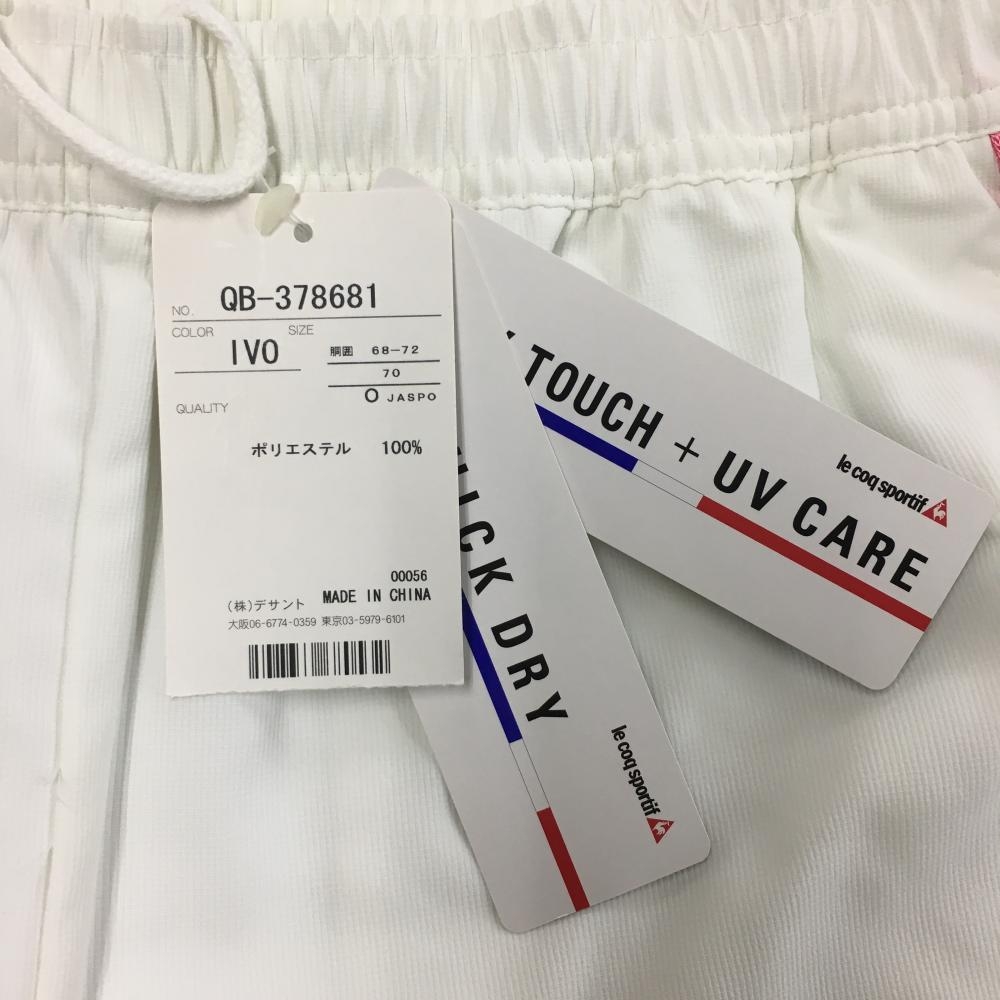 NO. QB-378681
COLOR SIZE
IVO
胴囲 68-72
70
O JASPO
QUALITY
ポリエステル 100%
00056
(株)デサント MADE IN CHINA
大阪06-6774-0359 東京03-5979-6101
TOUCH + UV CARE
le coq sportif
DRY
le coq sportif